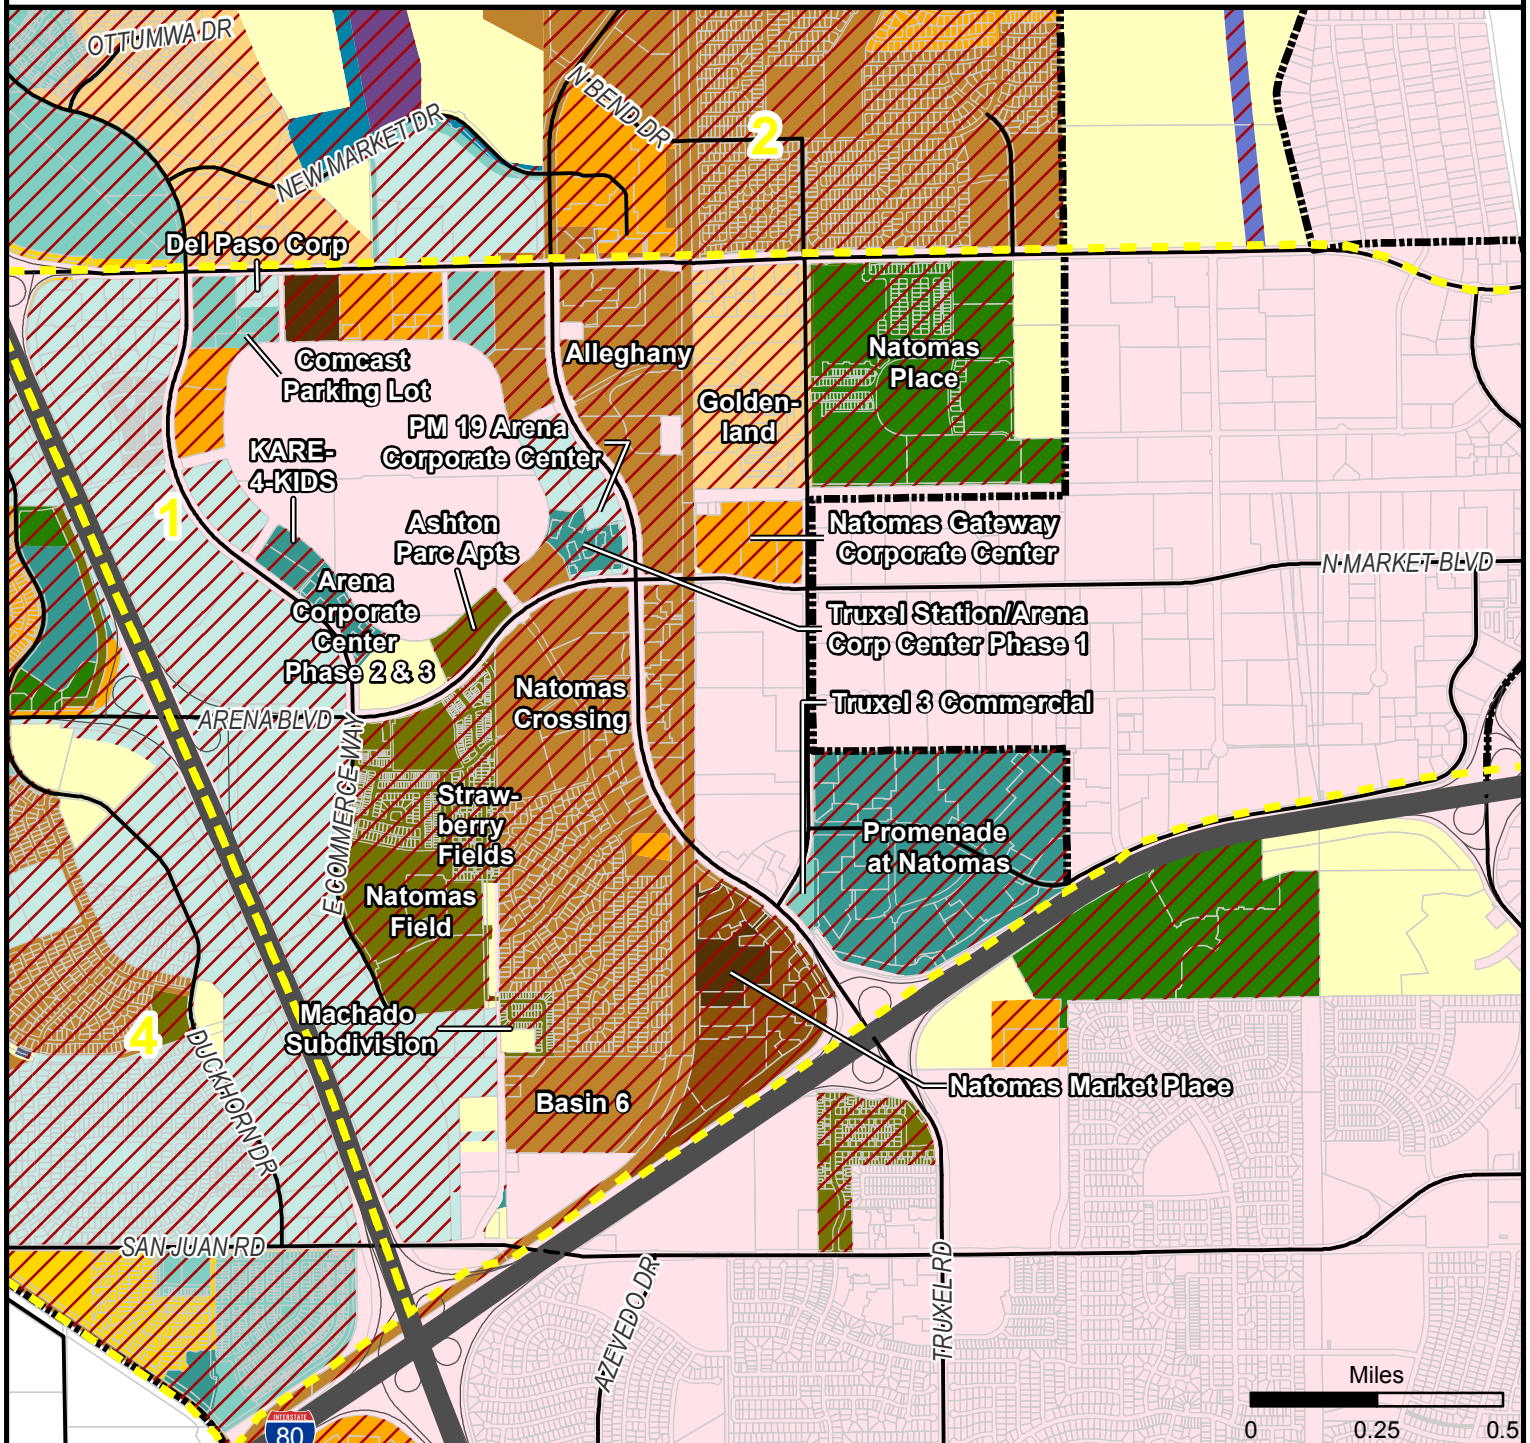 OTTUMWA DR
N BEND DR
2
NEW MARKET DR
Del Paso Corp
Comcast
Parking Lot
Alleghany
Natomas
Place
Golden-
land
PM 19 Arena
Corporate Center
KARE-
4-KIDS
1
Ashton
Parc Apts
Natomas Gateway
Corporate Center
N MARKET BLVD
Arena
Corporate
Center
Phase 2 & 3
Truxel Station/Arena
Corp Center Phase 1
Natomas
Crossing
Truxel 3 Commercial
ARENA BLVD
E COMMERCE WAY
Straw-
berry
Fields
Promenade
at Natomas
Natomas
Field
Machado
Subdivision
4
DUCKHORN DR
Natomas Market Place
Basin 6
SAN JUAN RD
AZEVEDO DR
TRUXEL RD
Miles
0 0.25 0.5
INTERSTATE
80